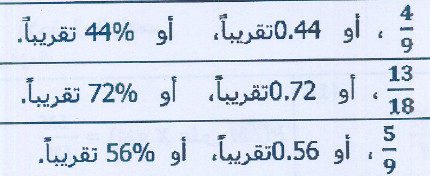 4/9 ، أو 0.44تقريباً، أو 44% تقريباً.
13/18 ، أو 0.72تقريباً، أو 72% تقريباً.
5/9 ، أو 0.56تقريباً، أو 56% تقريباً.